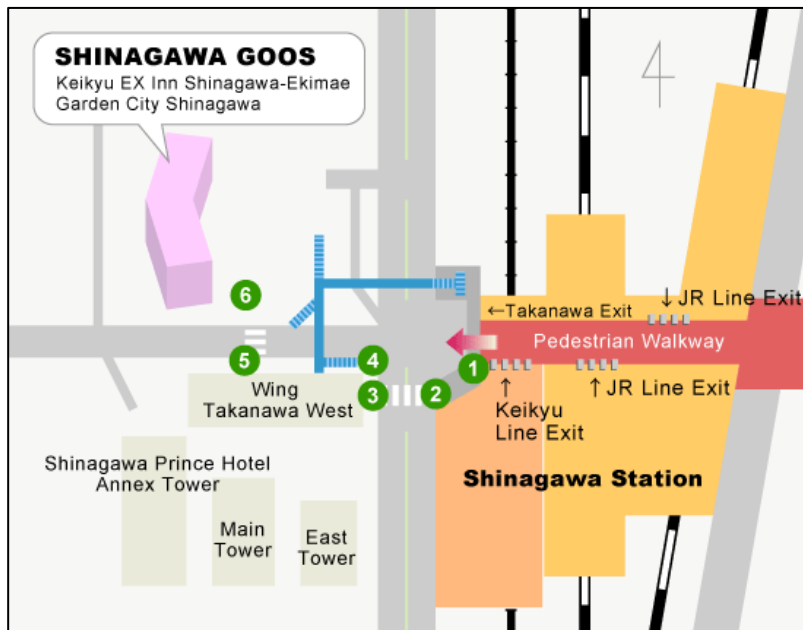 SHINAGAWA GOOS
Keikyu EX Inn Shinagawa-Ekimae
Garden City Shinagawa
6
←Takanawa Exit
↓JR Line Exit
Pedestrian Walkway
5
4
1
3
2
Wing
Takanawa West
↑
Keikyu
Line Exit
↑JR Line Exit
Shinagawa Prince Hotel
Annex Tower
Shinagawa Station
Main
Tower
East
Tower